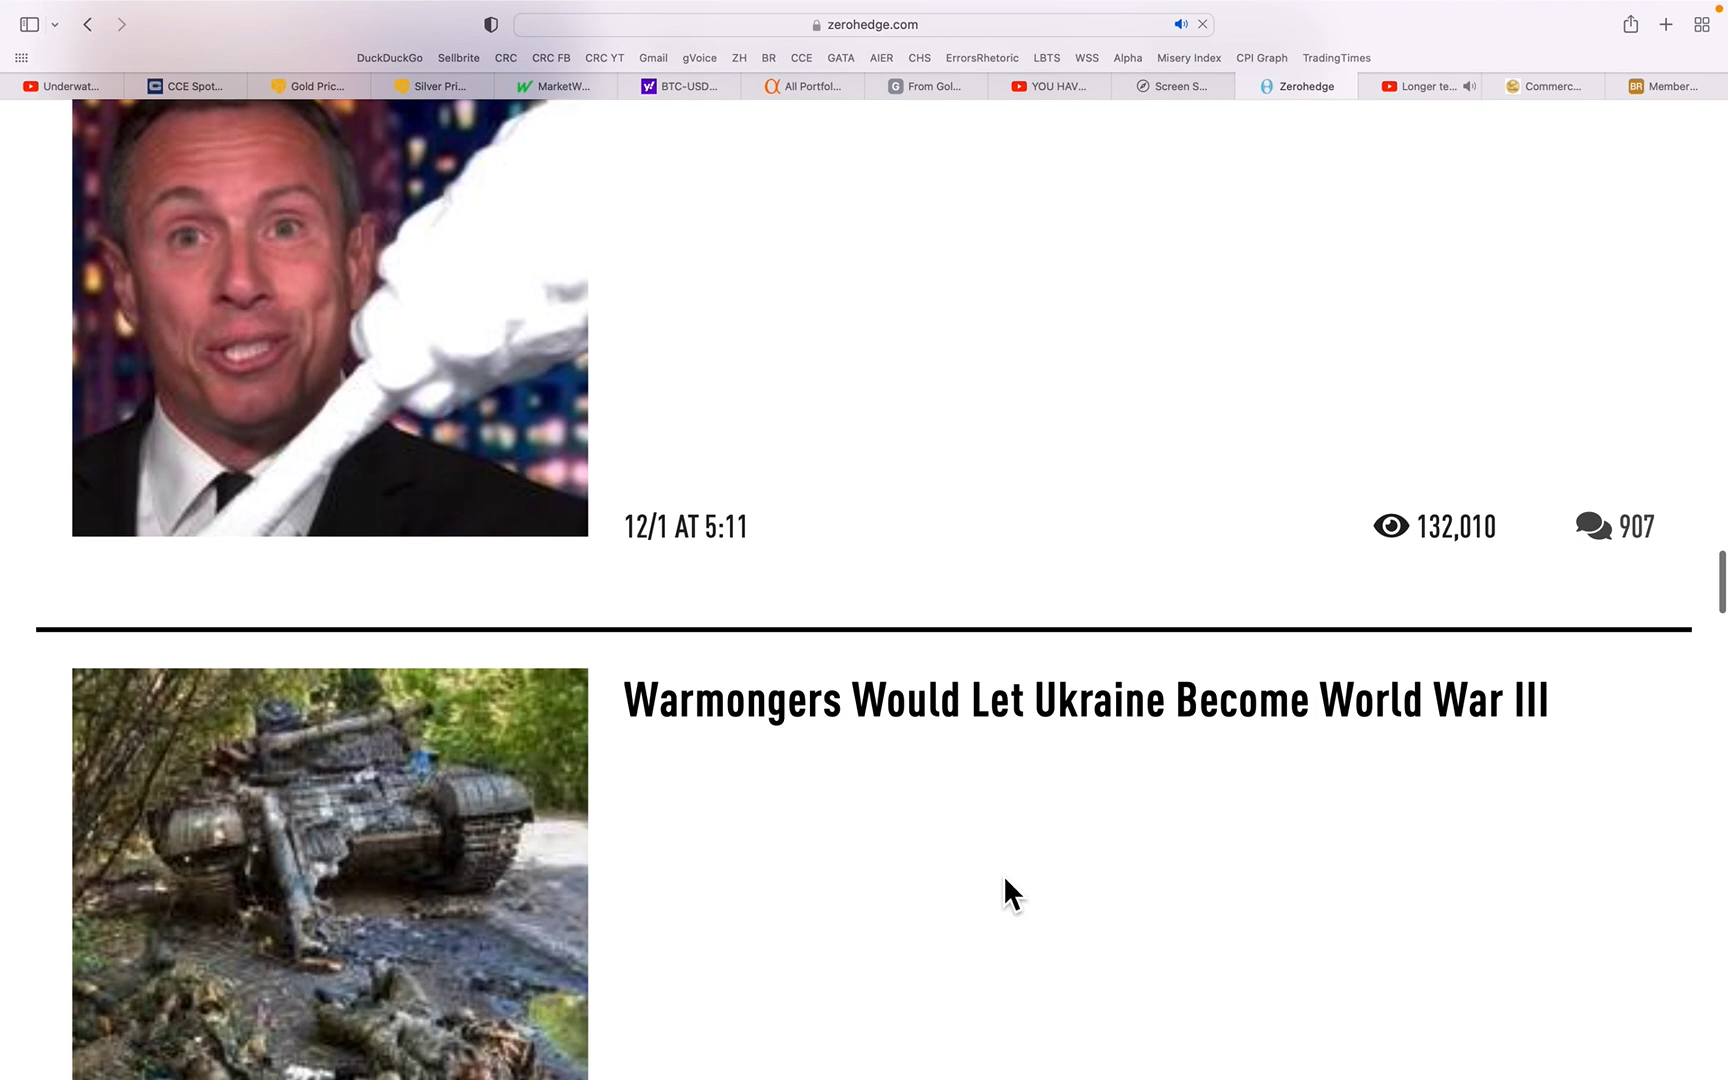 zerohedge.com
DuckDuckGo Sellbrite CRC CRC FB CRC YT Gmail gVoice ZH BR CCE GATA AIER CHS ErrorsRhetoric LBTS WSS Alpha Misery Index CPI Graph TradingTimes
Underwat... CCE Spot... Gold Pric... Silver Pri... MarketW... BTC-USD... All Portfol... From Gol... YOU HAV... Screen S... Zerohedge Longer te... Commerc... Member...
12/1 AT 5:11 132,010 907
Warmongers Would Let Ukraine Become World War III